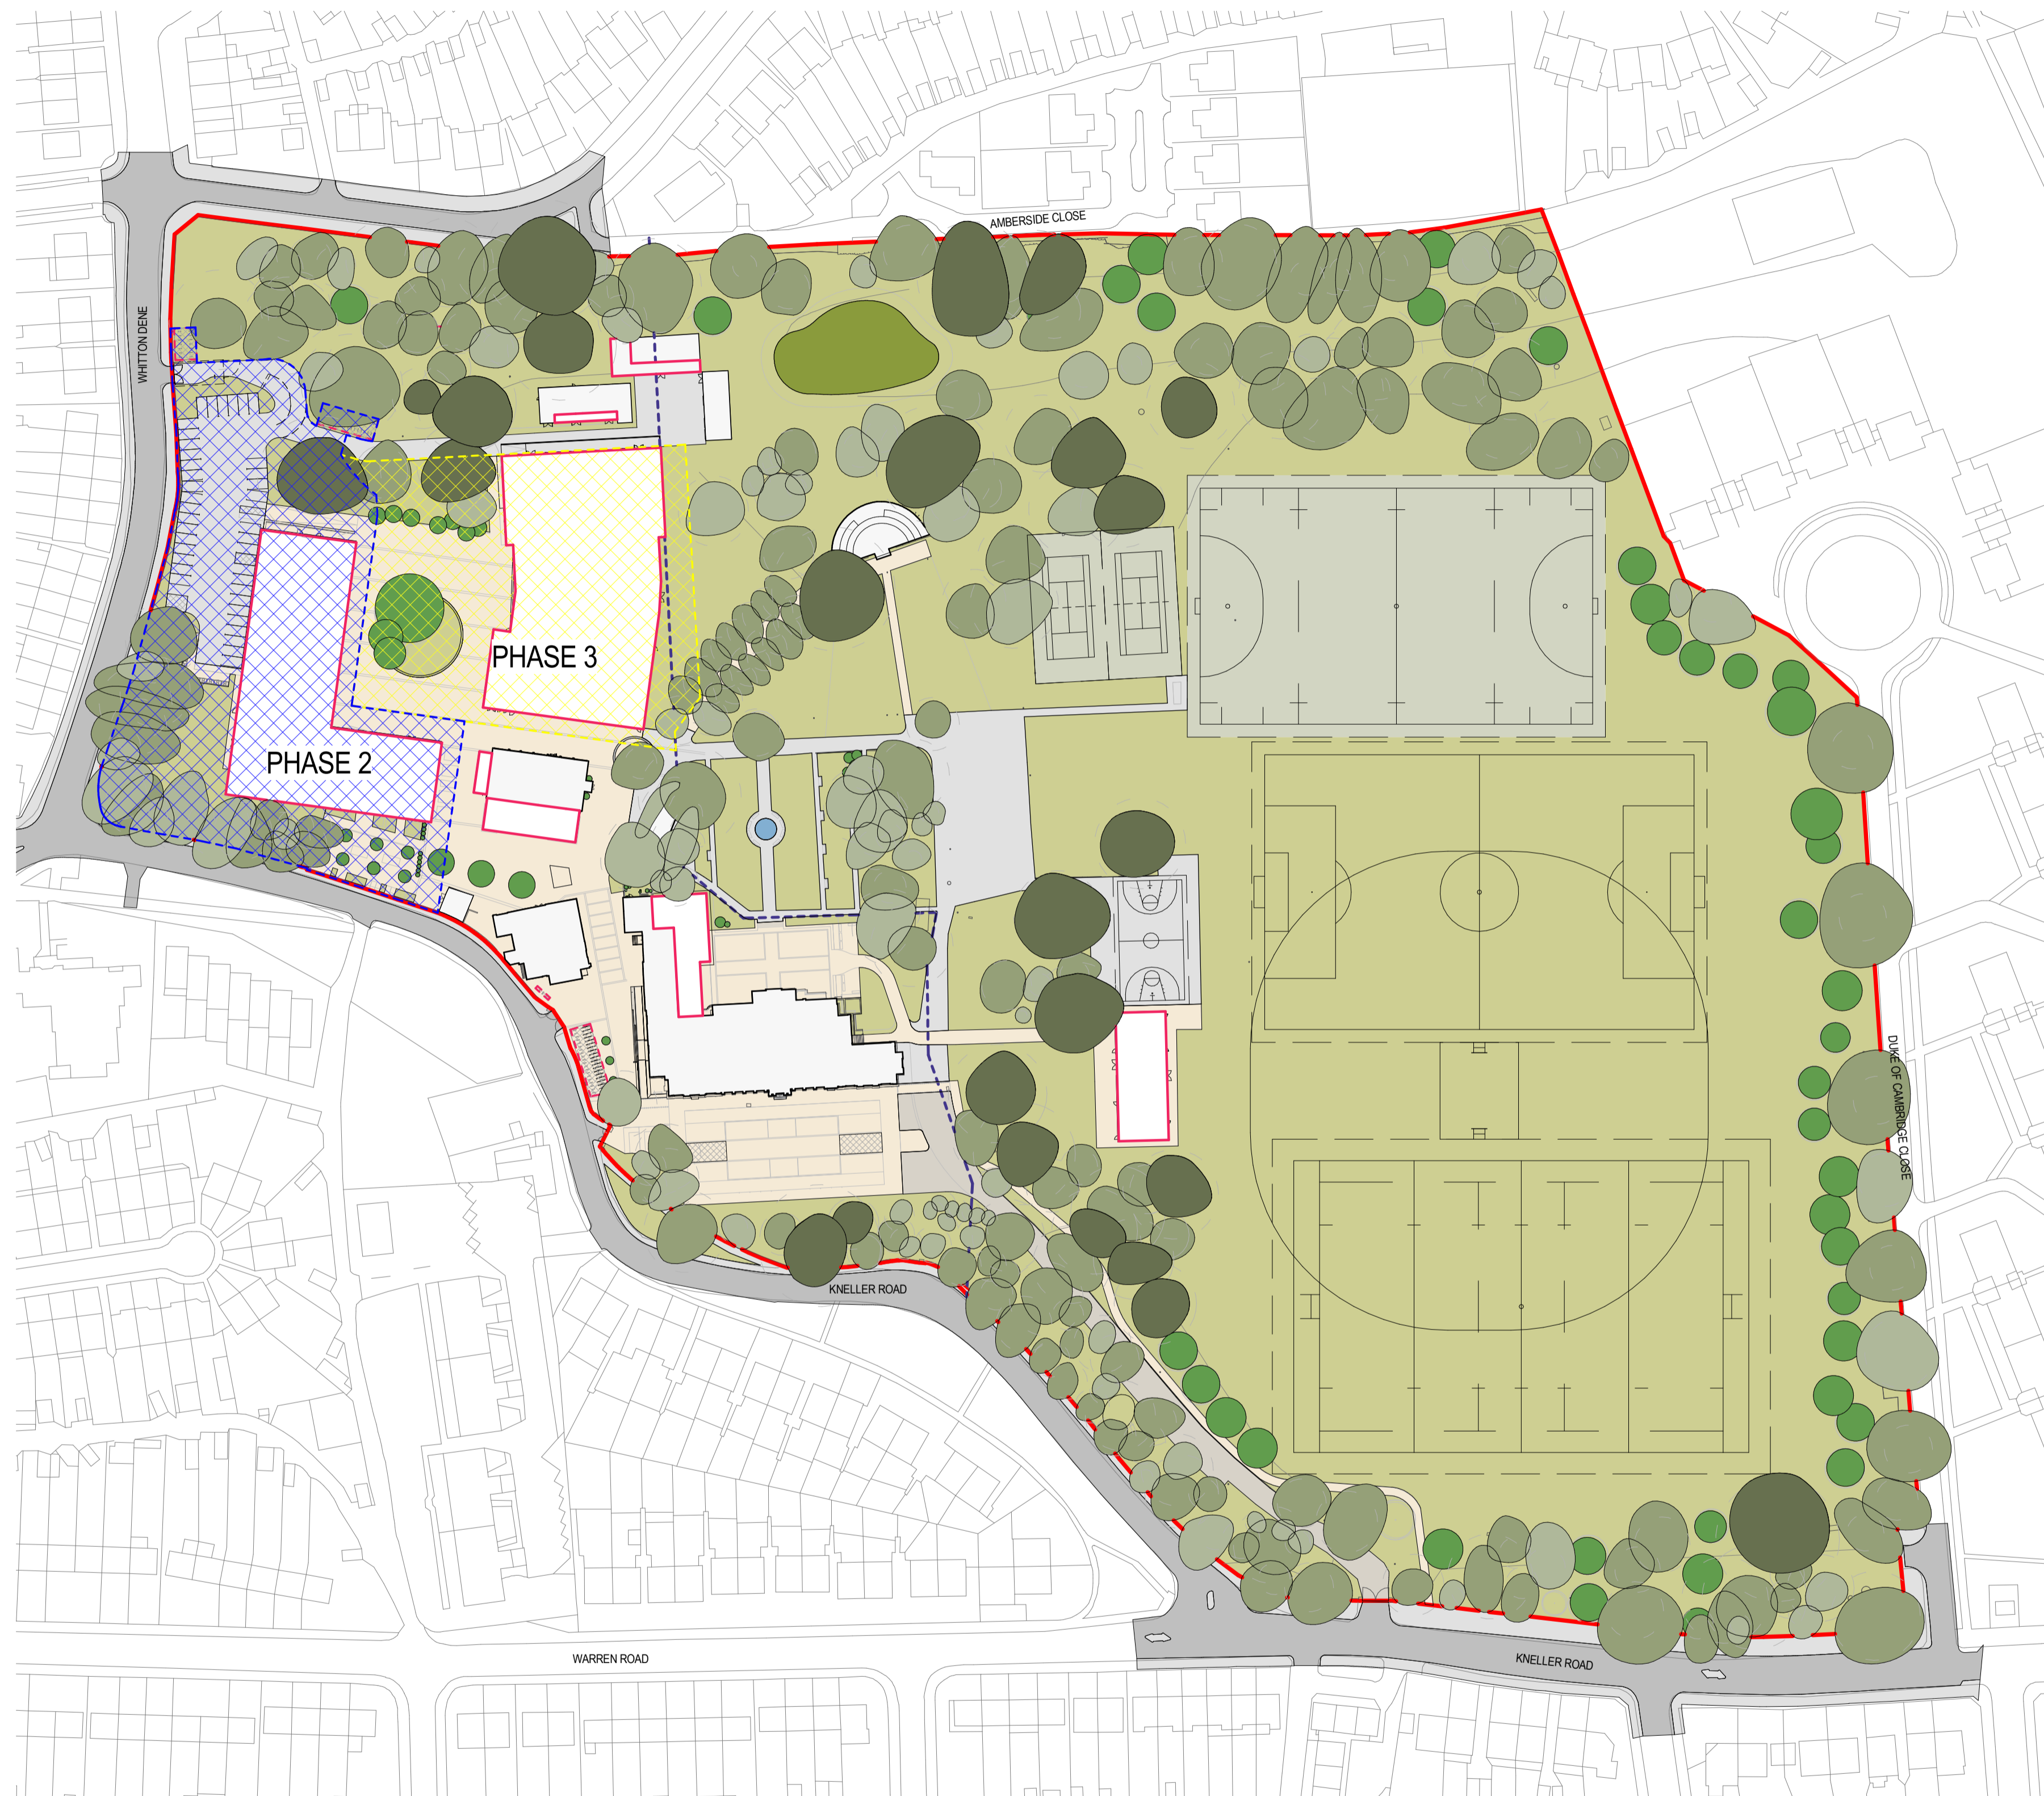 AMBERSIDE CLOSE
WHITTON DENE
PHASE 3
PHASE 2
DUKE OF CAMBRIDGE CLOSE
KNELLER ROAD
WARREN ROAD
KNELLER ROAD